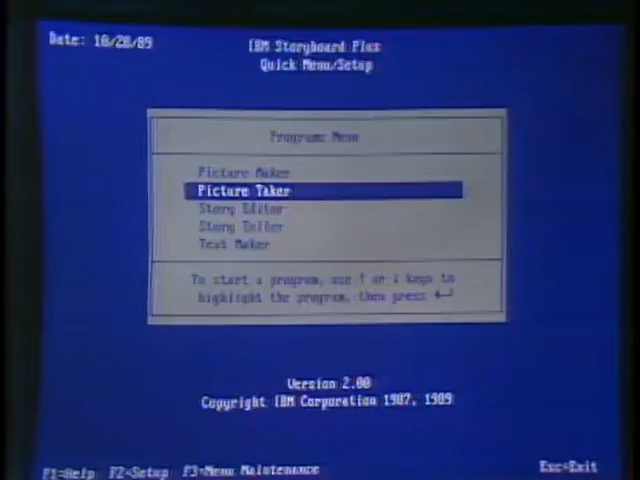 Date: 10/28/89
IBM Storyboard Plus
Quick Menu/Setup
Programs Menu
Picture Maker
Picture Taker
Story Editor
Story Teller
Text Maker
To start a program, use ↑ or ↓ keys to
highlight the program, then press ←┘
Version 2.00
Copyright IBM Corporation 1987, 1989
F1=Help F2=Setup F3=Menu Maintenance
Esc=Exit